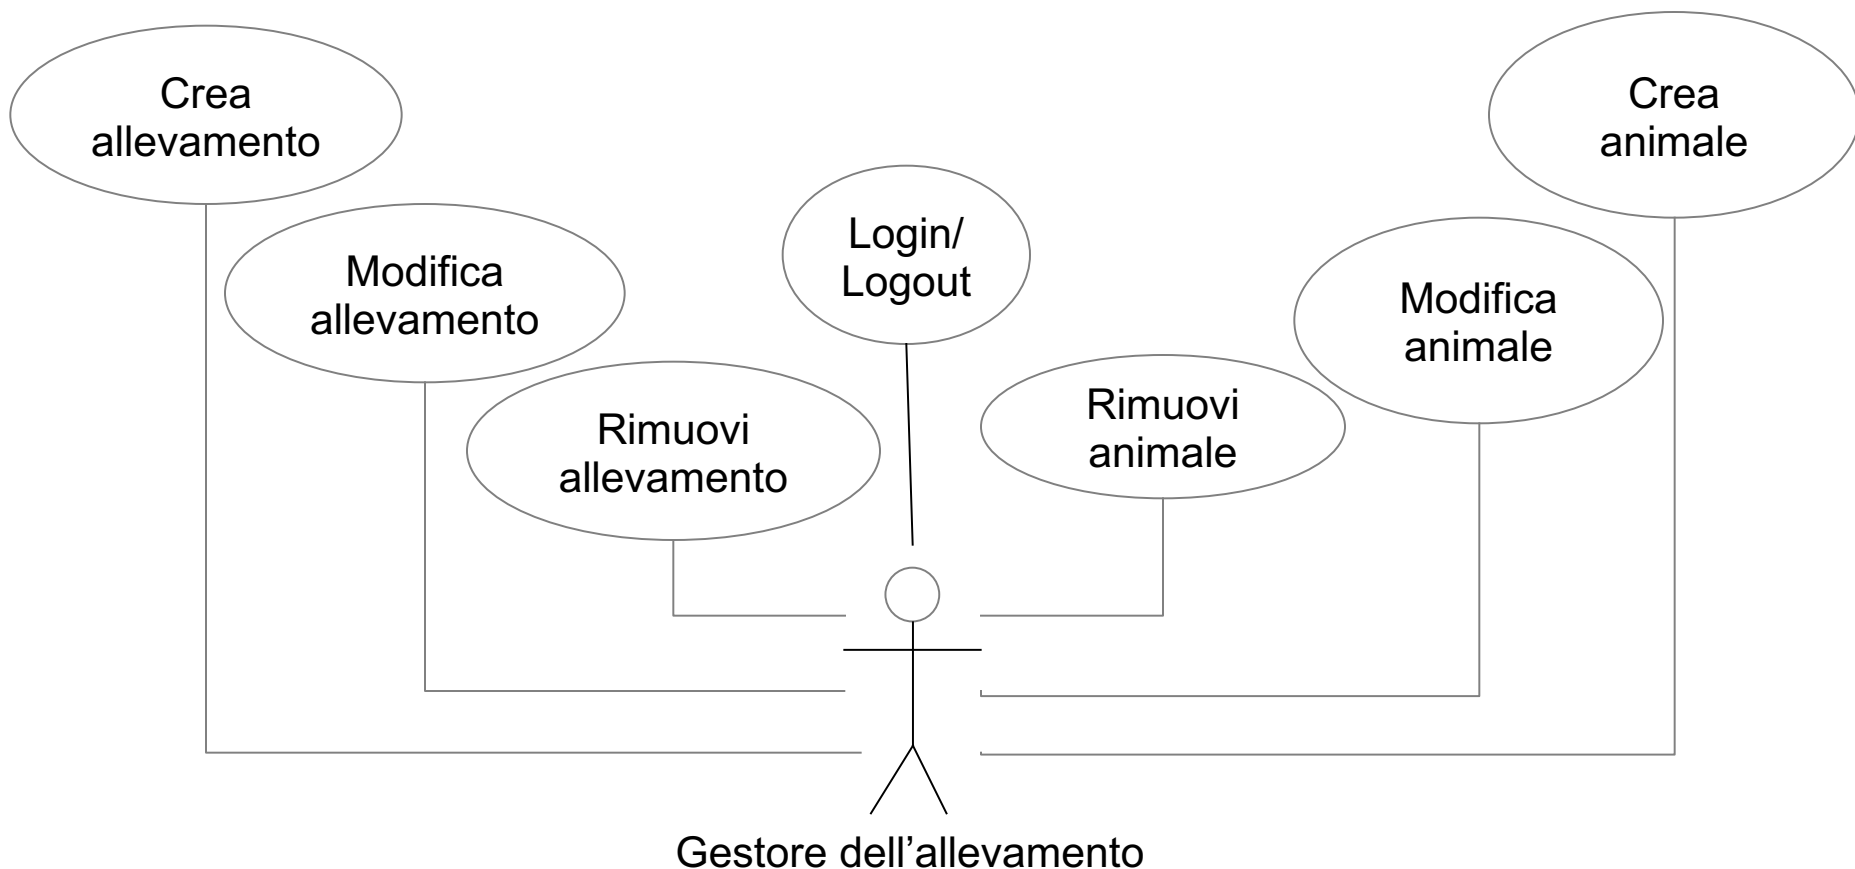 Crea
allevamento
Modifica
allevamento
Rimuovi
allevamento
Login/
Logout
Rimuovi
animale
Modifica
animale
Crea
animale
Gestore dell’allevamento